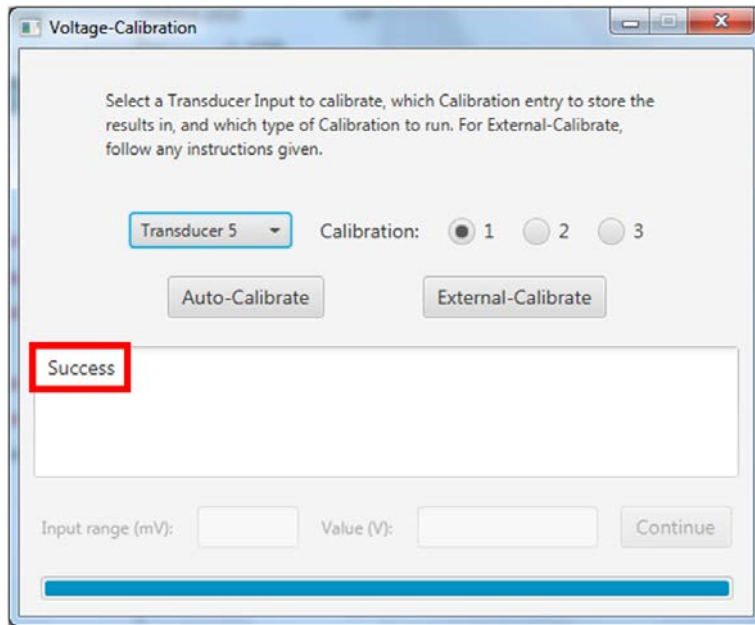 Voltage-Calibration
Select a Transducer Input to calibrate, which Calibration entry to store the
results in, and which type of Calibration to run. For External-Calibrate,
follow any instructions given.
Transducer 5 Calibration: 1 2 3
Auto-Calibrate External-Calibrate
Success
Input range (mV): Value (V): Continue